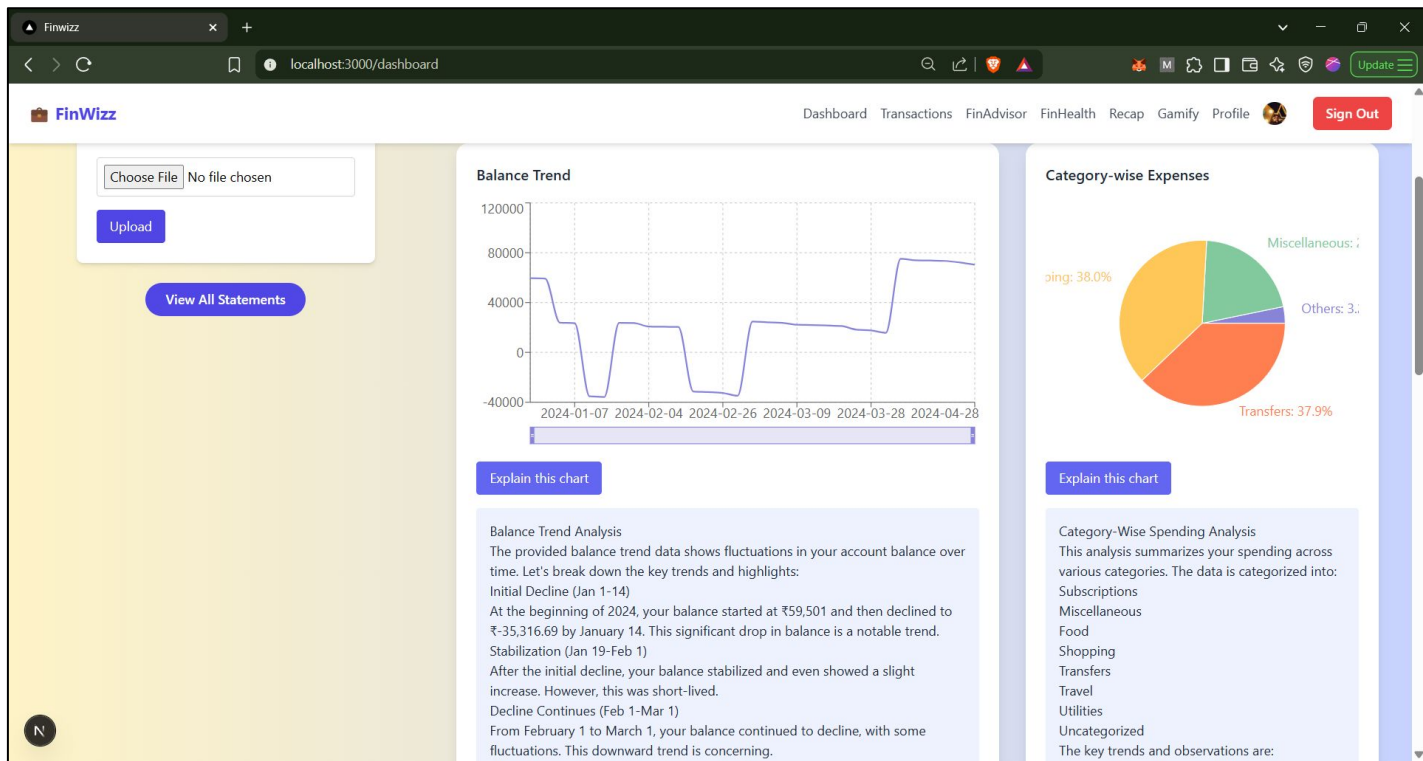 Finwizz
localhost:3000/dashboard
M
Update
FinWizz
Dashboard Transactions FinAdvisor FinHealth Recap Gamify Profile
Sign Out
Choose File No file chosen
Upload
View All Statements
Balance Trend
120000
80000
40000
0
-40000
2024-01-07 2024-02-04 2024-02-26 2024-03-09 2024-03-28 2024-04-28
Explain this chart
Balance Trend Analysis
The provided balance trend data shows fluctuations in your account balance over
time. Let's break down the key trends and highlights:
Initial Decline (Jan 1-14)
At the beginning of 2024, your balance started at ₹59,501 and then declined to
₹-35,316.69 by January 14. This significant drop in balance is a notable trend.
Stabilization (Jan 19-Feb 1)
After the initial decline, your balance stabilized and even showed a slight
increase. However, this was short-lived.
Decline Continues (Feb 1-Mar 1)
From February 1 to March 1, your balance continued to decline, with some
fluctuations. This downward trend is concerning.
Category-wise Expenses
Miscellaneous:
ping: 38.0%
Others: 3..
Transfers: 37.9%
Explain this chart
Category-Wise Spending Analysis
This analysis summarizes your spending across
various categories. The data is categorized into:
Subscriptions
Miscellaneous
Food
Shopping
Transfers
Travel
Utilities
Uncategorized
The key trends and observations are:
N